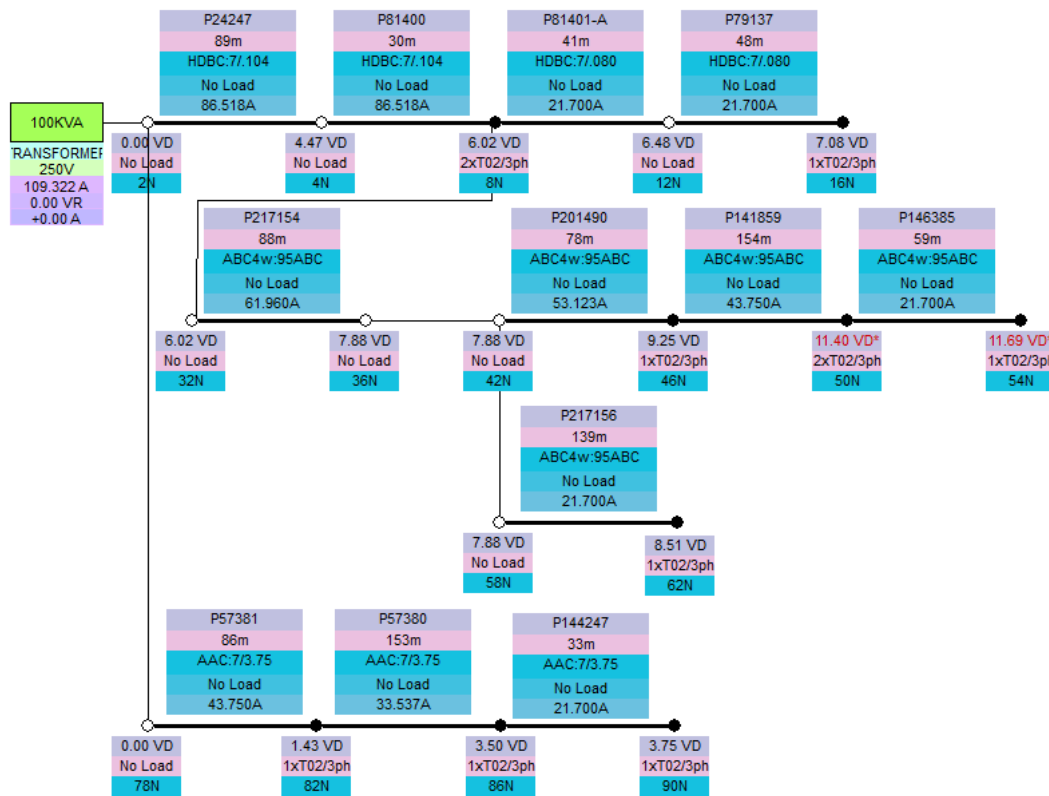 P24247
89m
HDBC:7/.104
No Load
86.518A
P81400
30m
HDBC:7/.104
No Load
86.518A
P81401-A
41m
HDBC:7/.080
No Load
21.700A
P79137
48m
HDBC:7/.080
No Load
21.700A
100KVA
TRANSFORMER
250V
109.322 A
0.00 VR
+0.00 A
0.00 VD
No Load
2N
4.47 VD
No Load
4N
6.02 VD
2xT02/3ph
8N
6.48 VD
No Load
12N
7.08 VD
1xT02/3ph
16N
P217154
88m
ABC4w:95ABC
No Load
61.960A
P201490
78m
ABC4w:95ABC
No Load
53.123A
P141859
154m
ABC4w:95ABC
No Load
43.750A
P146385
59m
ABC4w:95ABC
No Load
21.700A
6.02 VD
No Load
32N
7.88 VD
No Load
36N
7.88 VD
No Load
42N
9.25 VD
1xT02/3ph
46N
11.40 VD*
2xT02/3ph
50N
11.69 VD*
1xT02/3ph
54N
P217156
139m
ABC4w:95ABC
No Load
21.700A
7.88 VD
No Load
58N
8.51 VD
1xT02/3ph
62N
P57381
86m
AAC:7/3.75
No Load
43.750A
P57380
153m
AAC:7/3.75
No Load
33.537A
P144247
33m
AAC:7/3.75
No Load
21.700A
0.00 VD
No Load
78N
1.43 VD
1xT02/3ph
82N
3.50 VD
1xT02/3ph
86N
3.75 VD
1xT02/3ph
90N